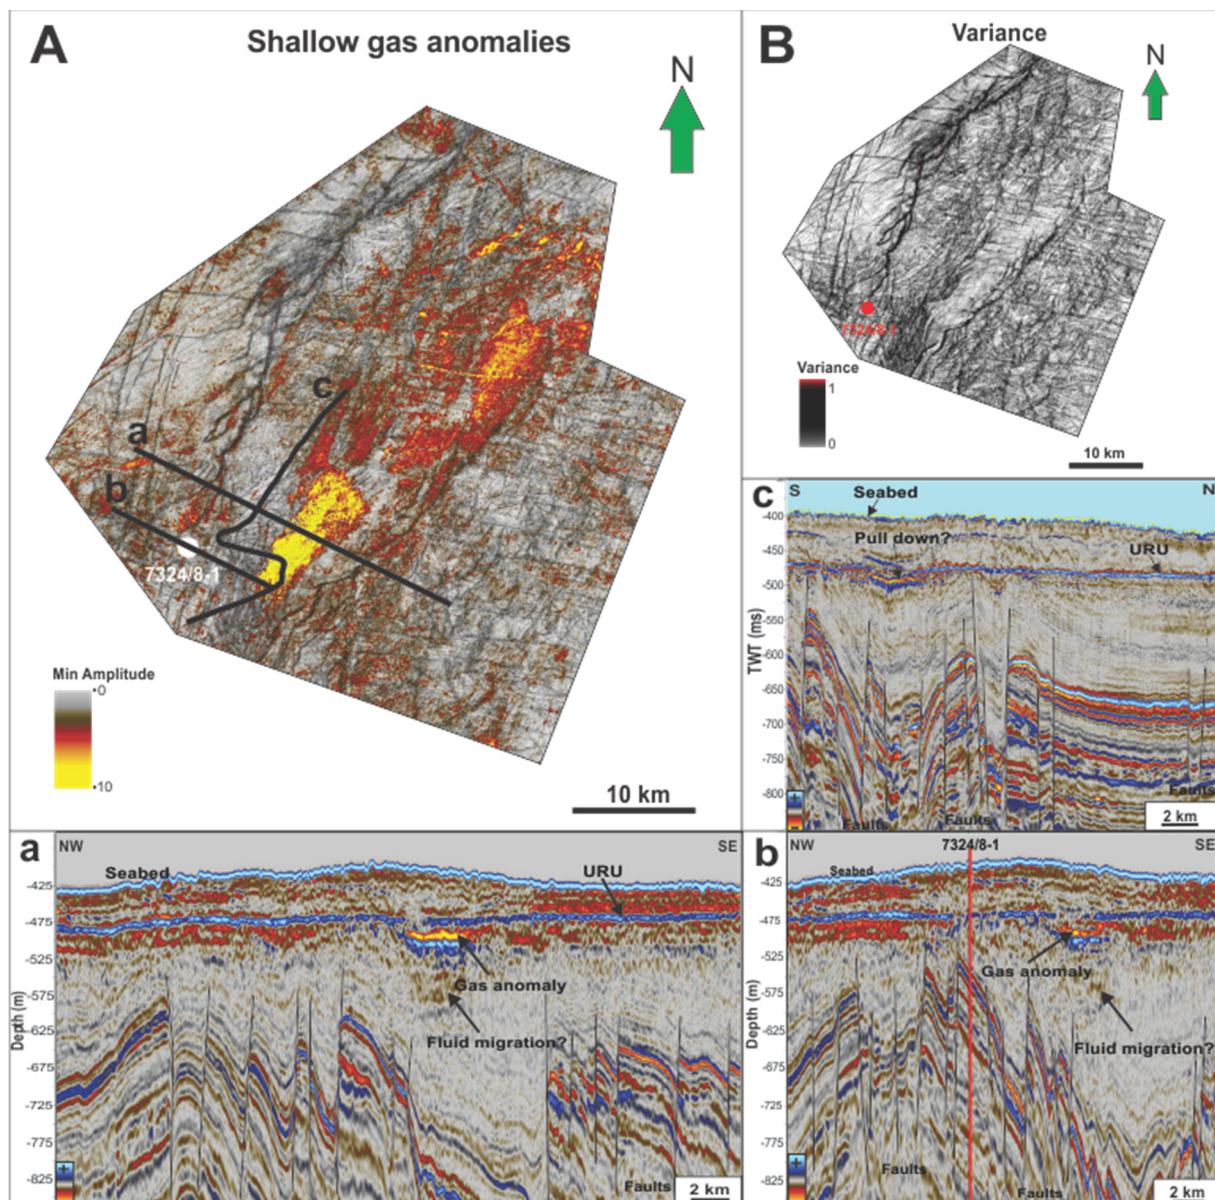 A
Shallow gas anomalies
N
c
a
b
7324/8-1
Min Amplitude
0
-10
10 km
B
Variance
N
7324/8-1
Variance
1
0
10 km
c
S
N
Seabed
Pull down?
URU
TWT (ms)
-400
-450
-500
-550
-600
-650
-700
-750
-800
+
-
Faults
Faults
Faults
2 km
a
NW
SE
Seabed
URU
Gas anomaly
Fluid migration?
Depth (m)
-425
-475
-525
-575
-625
-675
-725
-775
-825
+
Faults
2 km
b
NW
7324/8-1
SE
Seabed
Gas anomaly
Fluid migration?
Depth (m)
-425
-475
-525
-575
-625
-675
-725
-775
-825
+
Faults
Faults
2 km